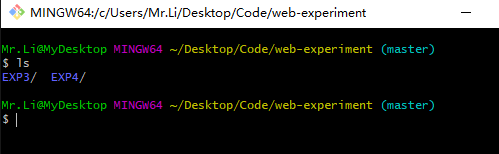 MINGW64:/c/Users/Mr.Li/Desktop/Code/web-experiment
Mr.Li@MyDesktop MINGW64 ~/Desktop/Code/web-experiment (master)
$ ls
EXP3/  EXP4/
Mr.Li@MyDesktop MINGW64 ~/Desktop/Code/web-experiment (master)
$